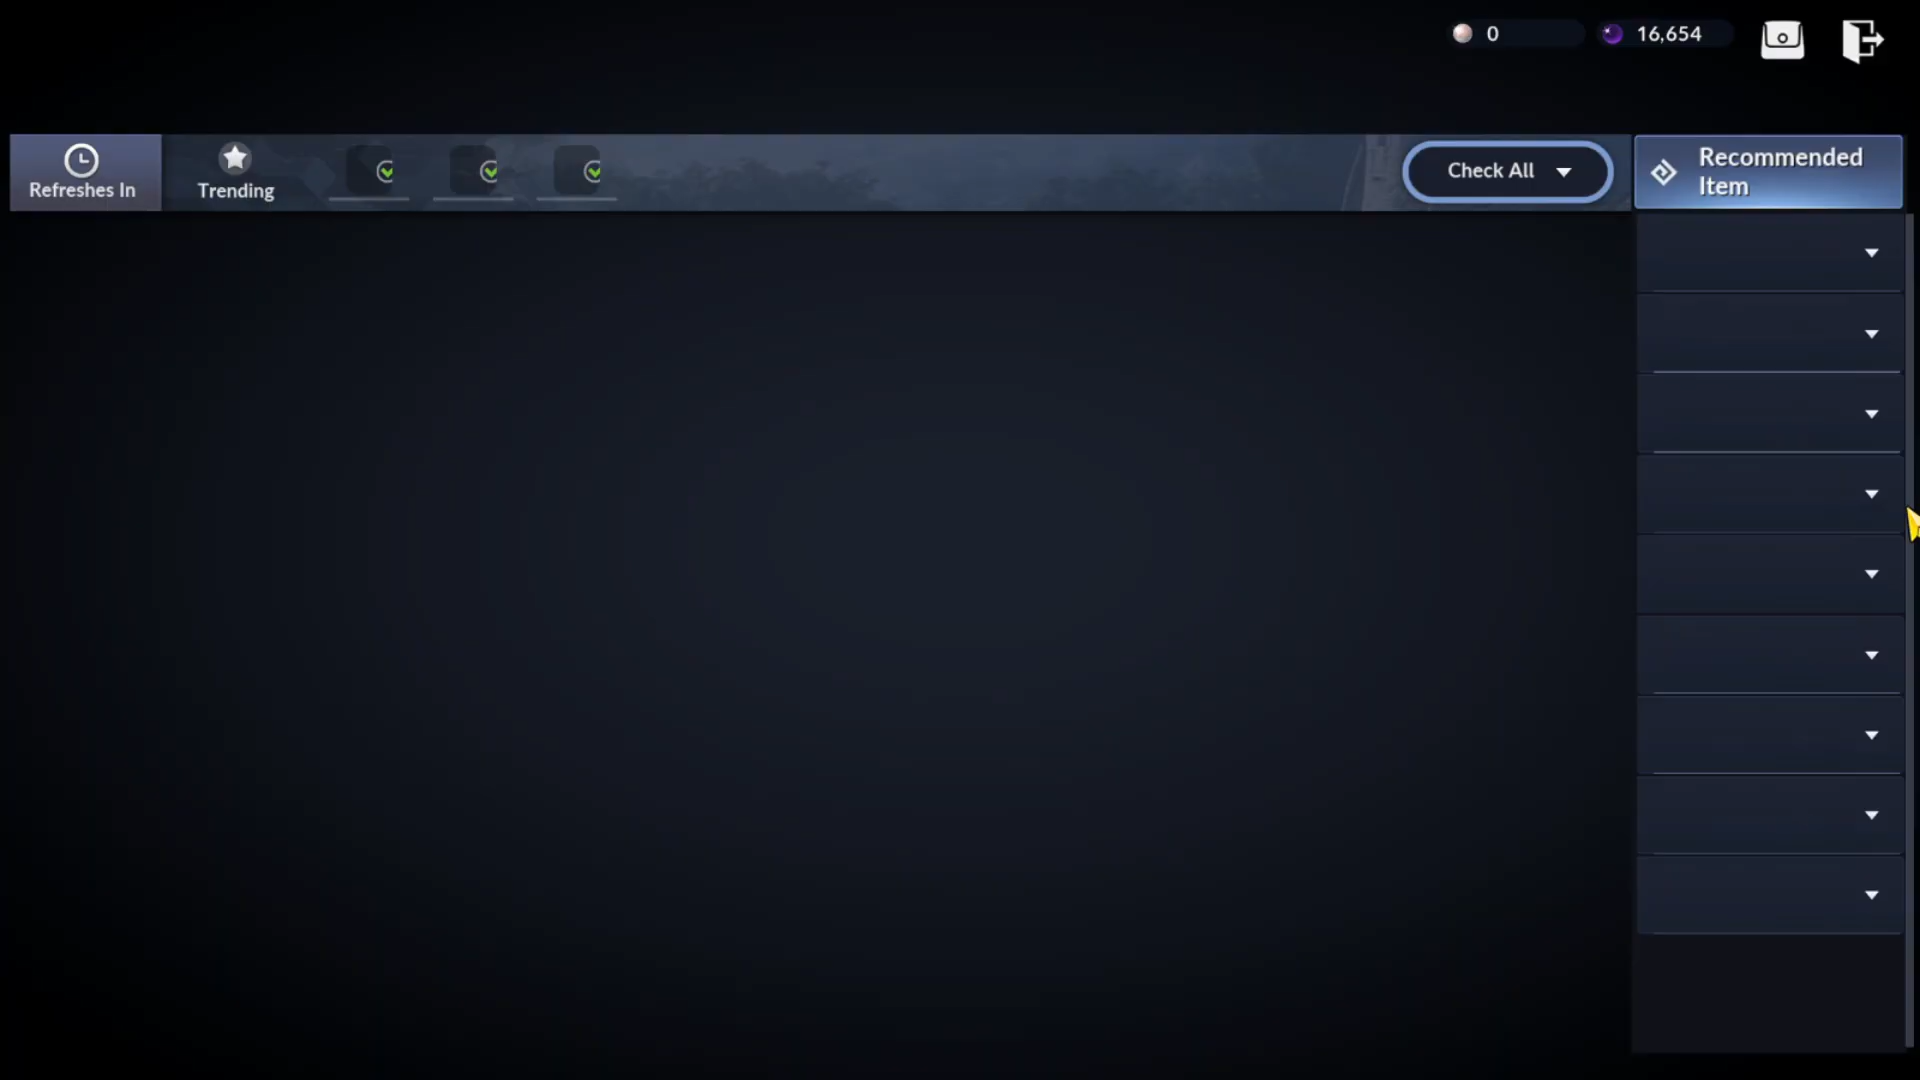 0
16,654
Refreshes In
Trending
Check All
Recommended
Item